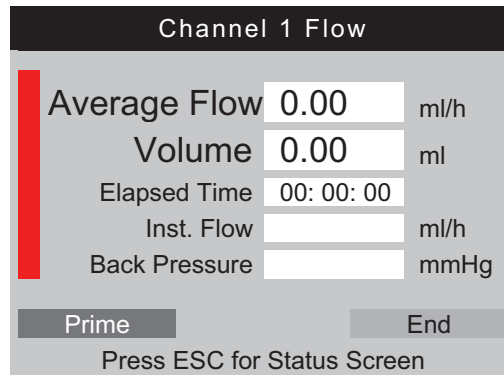 Channel 1 Flow
Average Flow 0.00 ml/h
Volume 0.00 ml
Elapsed Time 00: 00: 00
Inst. Flow ml/h
Back Pressure mmHg
Prime End
Press ESC for Status Screen